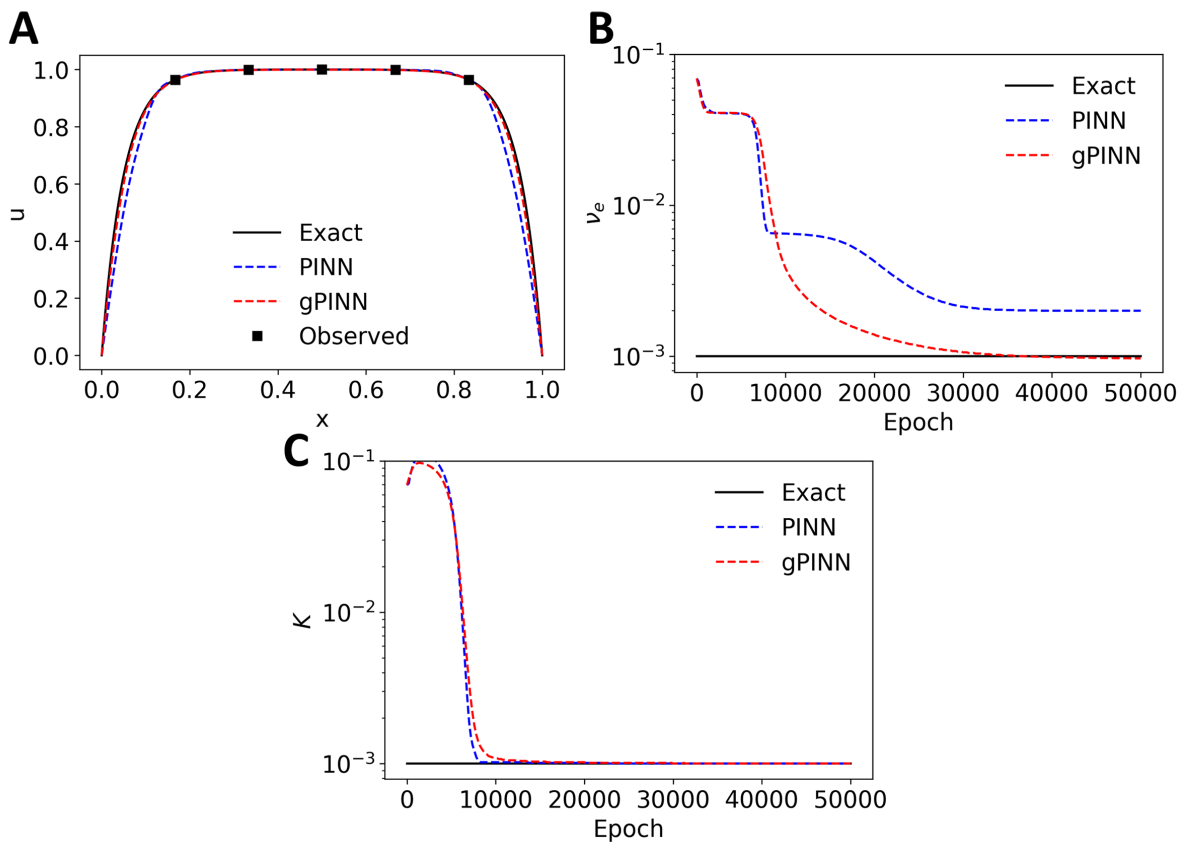 A
u
1.0
0.8
0.6
0.4
0.2
0.0
Exact
PINN
gPINN
Observed
0.0 0.2 0.4 0.6 0.8 1.0
x
B
ν_e
10⁻¹
10⁻²
10⁻³
Exact
PINN
gPINN
0 10000 20000 30000 40000 50000
Epoch
C
K
10⁻¹
10⁻²
10⁻³
Exact
PINN
gPINN
0 10000 20000 30000 40000 50000
Epoch